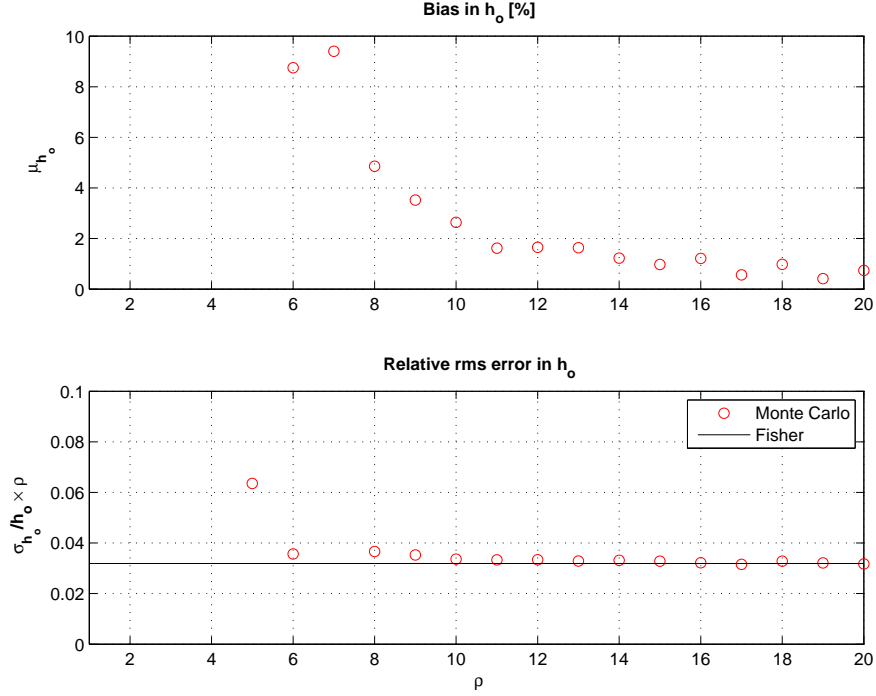 Bias in h_o [%]
10
8
6
4
2
0
μ_h_o
2 4 6 8 10 12 14 16 18 20
Relative rms error in h_o
0.1
0.08
0.06
0.04
0.02
0
σ_h_o/h_o × ρ
Monte Carlo
Fisher
2 4 6 8 10 12 14 16 18 20
ρ